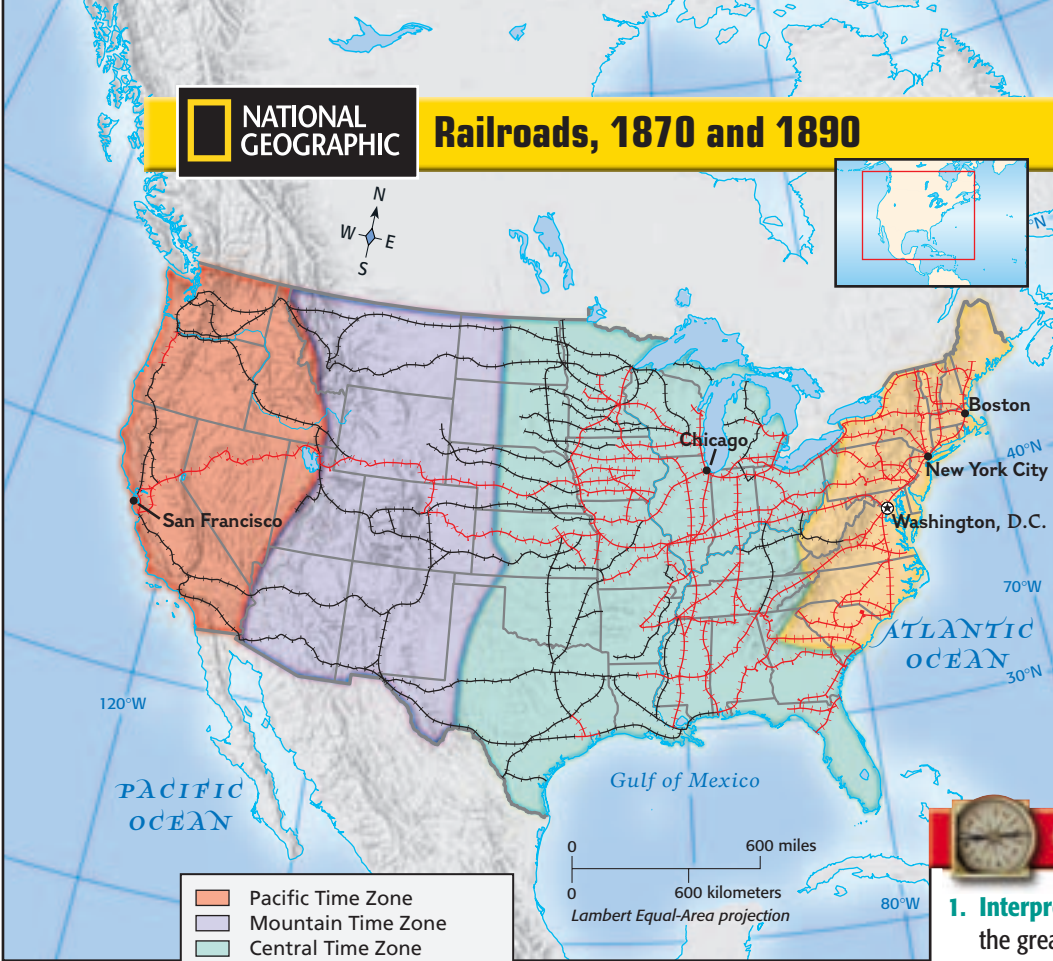 NATIONAL
GEOGRAPHIC
Railroads, 1870 and 1890
N
W E
S
°N
Boston
Chicago
40°N
New York City
San Francisco
Washington, D.C.
70°W
ATLANTIC
OCEAN
30°N
120°W
PACIFIC
OCEAN
Gulf of Mexico
0 600 miles
0 600 kilometers
Lambert Equal-Area projection
80°W
Pacific Time Zone
Mountain Time Zone
Central Time Zone
1. Interpr
the grea